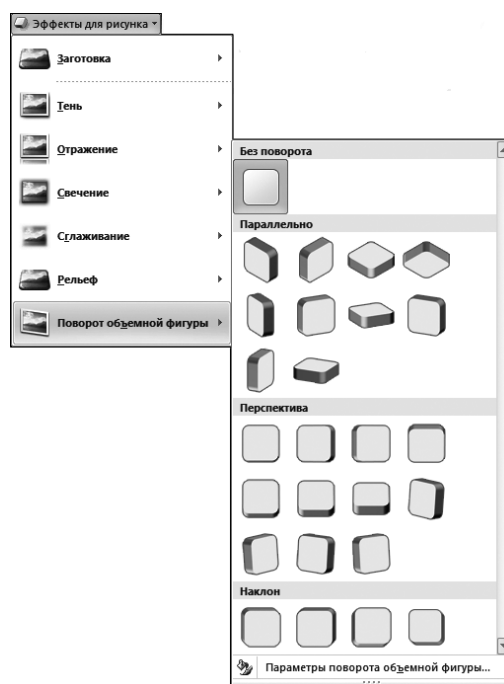 Эффекты для рисунка
Заготовка
Тень
Отражение
Свечение
Сглаживание
Рельеф
Поворот объемной фигуры
Без поворота
Параллельно
Перспектива
Наклон
Параметры поворота объемной фигуры...